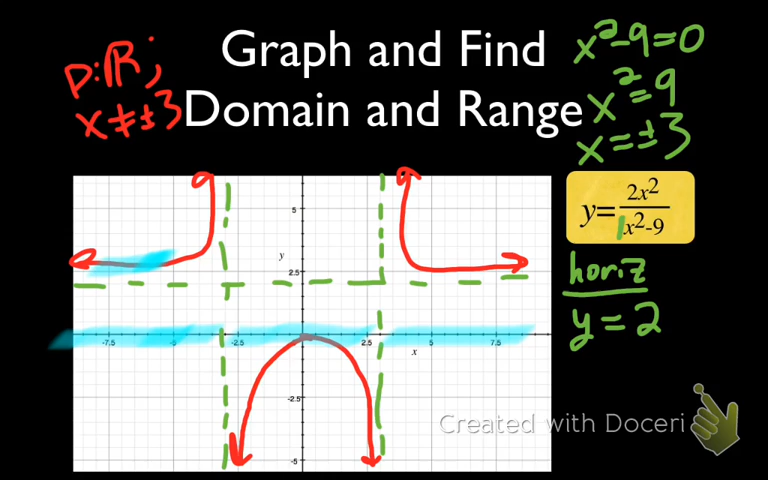 Graph and Find
Domain and Range
D: ℝ;
x ≠ ±3
x²-9=0
x²=9
x=±3
y=2x²/1x²-9
horiz
y=2
5
y
2.5
-7.5 -5 -2.5 2.5 5 7.5
x
-2.5
-5
Created with Doceri